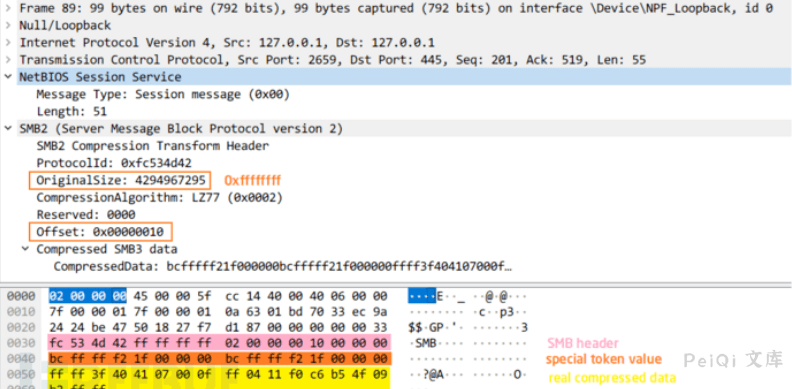 Frame 89: 99 bytes on wire (792 bits), 99 bytes captured (792 bits) on interface \Device\NPF_Loopback, id 0
Null/Loopback
Internet Protocol Version 4, Src: 127.0.0.1, Dst: 127.0.0.1
Transmission Control Protocol, Src Port: 2659, Dst Port: 445, Seq: 201, Ack: 519, Len: 55
NetBIOS Session Service
Message Type: Session message (0x00)
Length: 51
SMB2 (Server Message Block Protocol version 2)
SMB2 Compression Transform Header
ProtocolId: 0xfc534d42
OriginalSize: 4294967295 0xffffffff
CompressionAlgorithm: LZ77 (0x0002)
Reserved: 0000
Offset: 0x00000010
Compressed SMB3 data
CompressedData: bcfffff21f000000bcfffff21f000000ffff3f404107000f…
0000 02 00 00 00 45 00 00 5f cc 14 40 00 40 06 00 00 ····E··_ ··@·@···
0010 7f 00 00 01 7f 00 00 01 0a 63 01 bd 70 33 ec 9a ········ ·c··p3··
0020 24 24 be 47 50 18 27 f7 d1 87 00 00 00 00 00 33 $$·GP·'· ·······3
0030 fc 53 4d 42 ff ff ff ff 02 00 00 00 10 00 00 00 ·SMB···· SMB header
0040 bc ff ff f2 1f 00 00 00 bc ff ff f2 1f 00 00 00 special token value
0050 ff ff 3f 40 41 07 00 0f ff 04 11 f0 c6 b5 4f 09 ··?@A··· ······O· real compressed data
PeiQi 文库